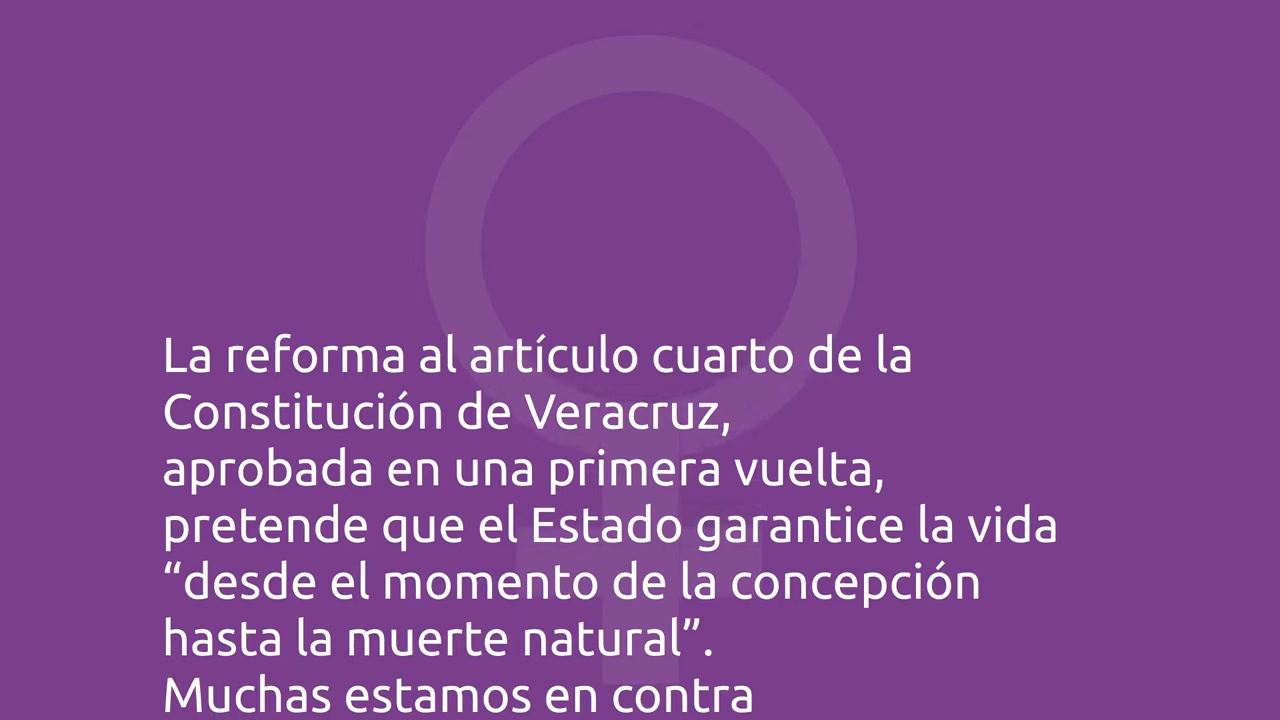 La reforma al artículo cuarto de la
Constitución de Veracruz,
aprobada en una primera vuelta,
pretende que el Estado garantice la vida
“desde el momento de la concepción
hasta la muerte natural”.
Muchas estamos en contra